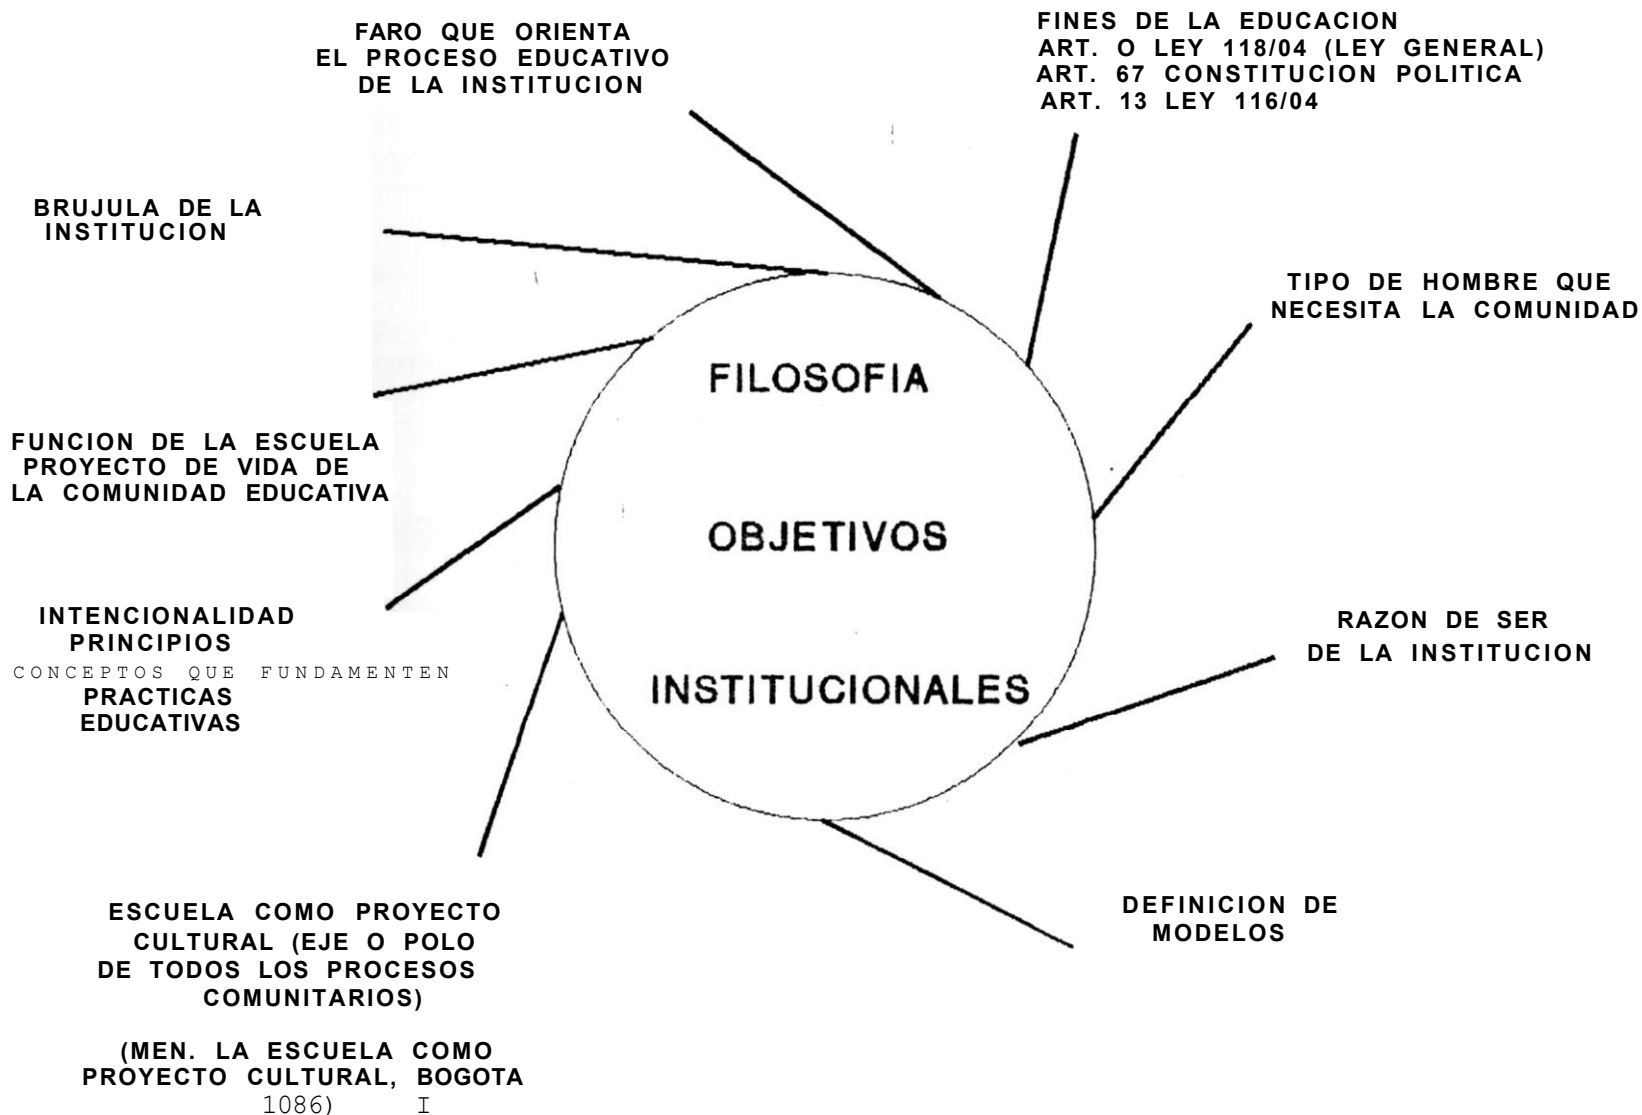 FARO QUE ORIENTA
EL PROCESO EDUCATIVO
DE LA INSTITUCION
FINES DE LA EDUCACION
ART. O LEY 118/04 (LEY GENERAL)
ART. 67 CONSTITUCION POLITICA
ART. 13 LEY 116/04
BRUJULA DE LA
INSTITUCION
TIPO DE HOMBRE QUE
NECESITA LA COMUNIDAD
FILOSOFIA
OBJETIVOS
INSTITUCIONALES
FUNCION DE LA ESCUELA
PROYECTO DE VIDA DE
LA COMUNIDAD EDUCATIVA
INTENCIONALIDAD
PRINCIPIOS
CONCEPTOS QUE FUNDAMENTEN
PRACTICAS
EDUCATIVAS
RAZON DE SER
DE LA INSTITUCION
ESCUELA COMO PROYECTO
CULTURAL (EJE O POLO
DE TODOS LOS PROCESOS
COMUNITARIOS)
(MEN. LA ESCUELA COMO
PROYECTO CULTURAL, BOGOTA
1086) I
DEFINICION DE
MODELOS